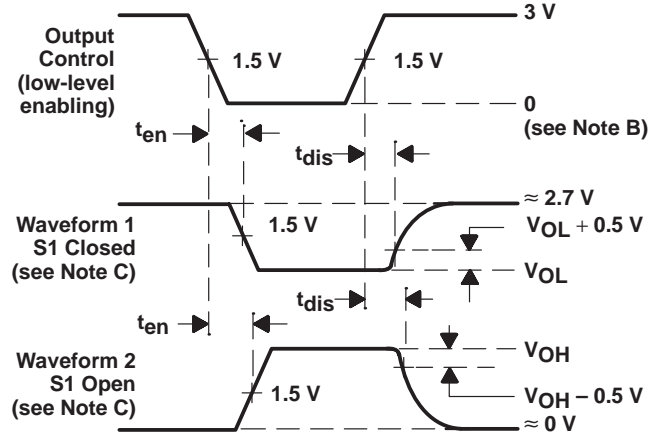 3 V
Output
Control
(low-level
enabling)
1.5 V
1.5 V
0
(see Note B)
ten
tdis
≈ 2.7 V
Waveform 1
S1 Closed
(see Note C)
1.5 V
VOL + 0.5 V
VOL
ten
tdis
Waveform 2
S1 Open
(see Note C)
1.5 V
VOH
VOH – 0.5 V
≈ 0 V